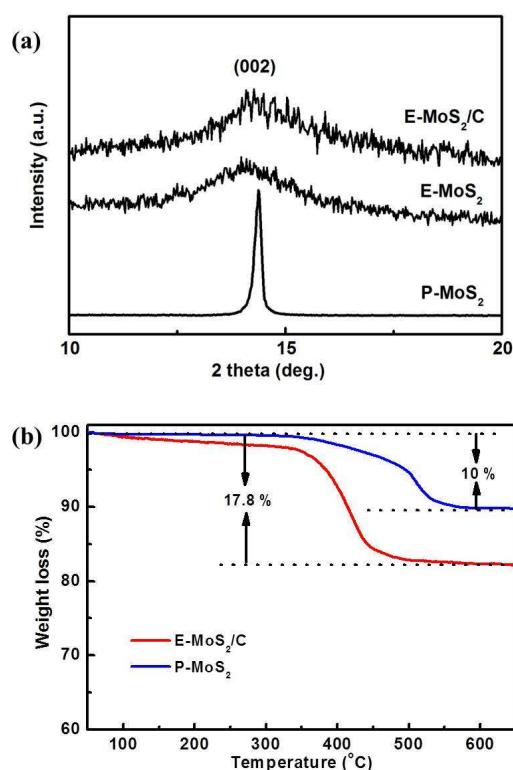 (a)
(002)
E-MoS₂/C
E-MoS₂
P-MoS₂
Intensity (a.u.)
10 15 20
2 theta (deg.)
(b)
100
90
80
70
60
Weight loss (%)
17.8 %
10 %
E-MoS₂/C
P-MoS₂
100 200 300 400 500 600
Temperature (°C)